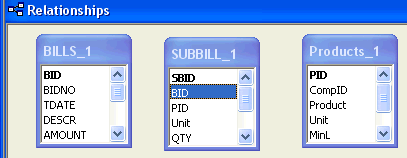 Relationships
BILLS_1
BID
BIDNO
TDATE
DESCR
AMOUNT
SUBBILL_1
SBID
BID
PID
Unit
QTY
Products_1
PID
CompID
Product
Unit
MinL